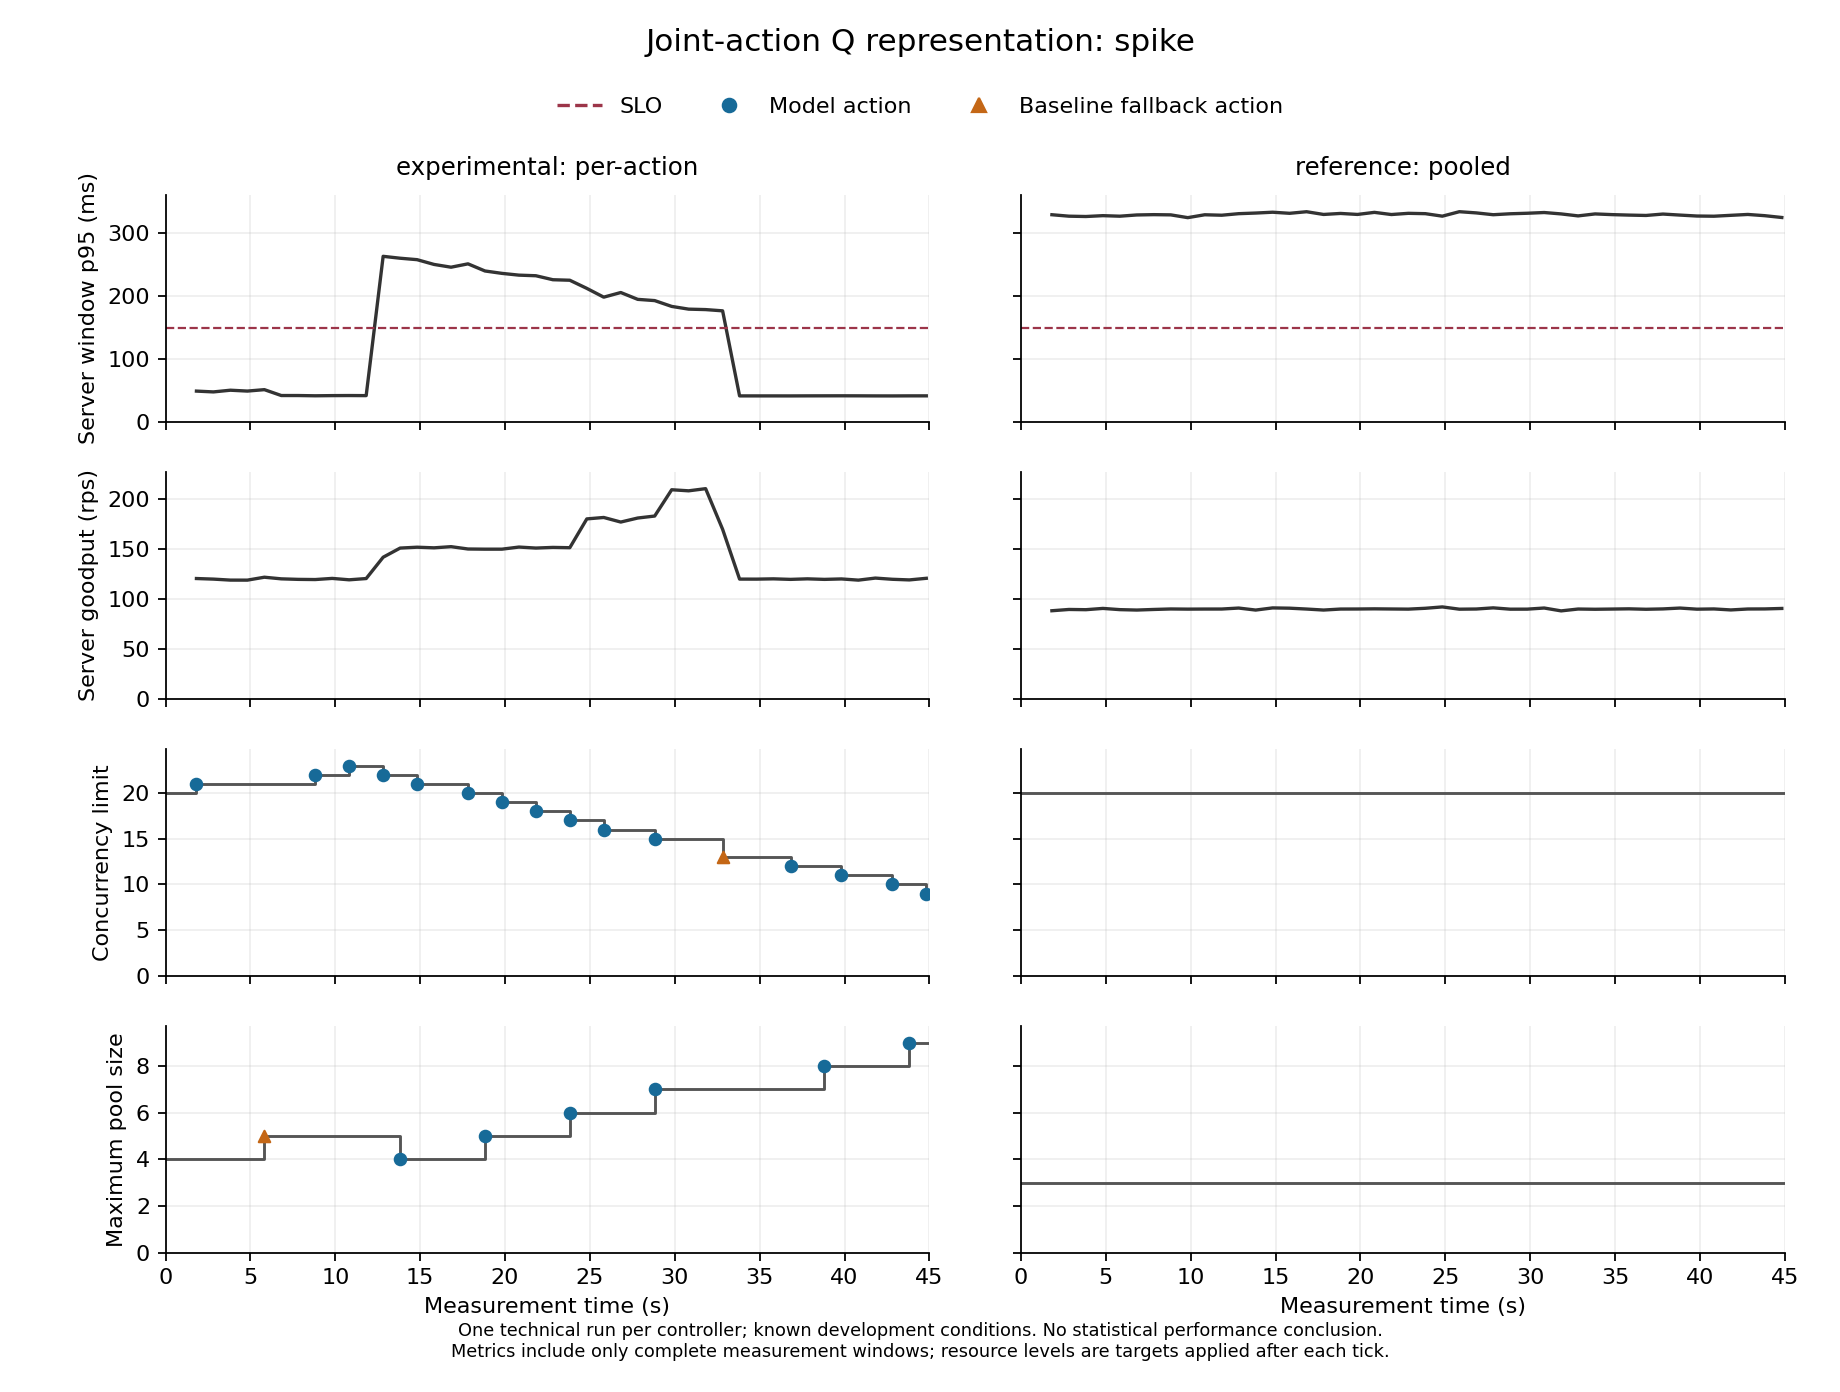 Joint-action Q representation: spike
SLO
Model action
Baseline fallback action
experimental: per-action
reference: pooled
Server window p95 (ms)
300
200
100
0
Server goodput (rps)
200
150
100
50
0
Concurrency limit
20
15
10
5
0
Maximum pool size
8
6
4
2
0
0 5 10 15 20 25 30 35 40 45
0 5 10 15 20 25 30 35 40 45
Measurement time (s)
Measurement time (s)
One technical run per controller; known development conditions. No statistical performance conclusion.
Metrics include only complete measurement windows; resource levels are targets applied after each tick.